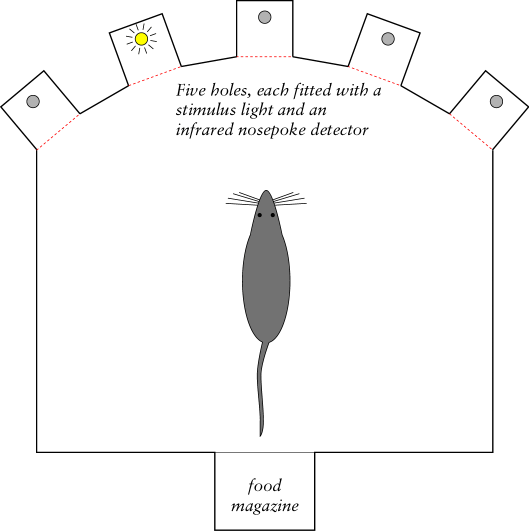 Five holes, each fitted with a
stimulus light and an
infrared nosepoke detector
food
magazine